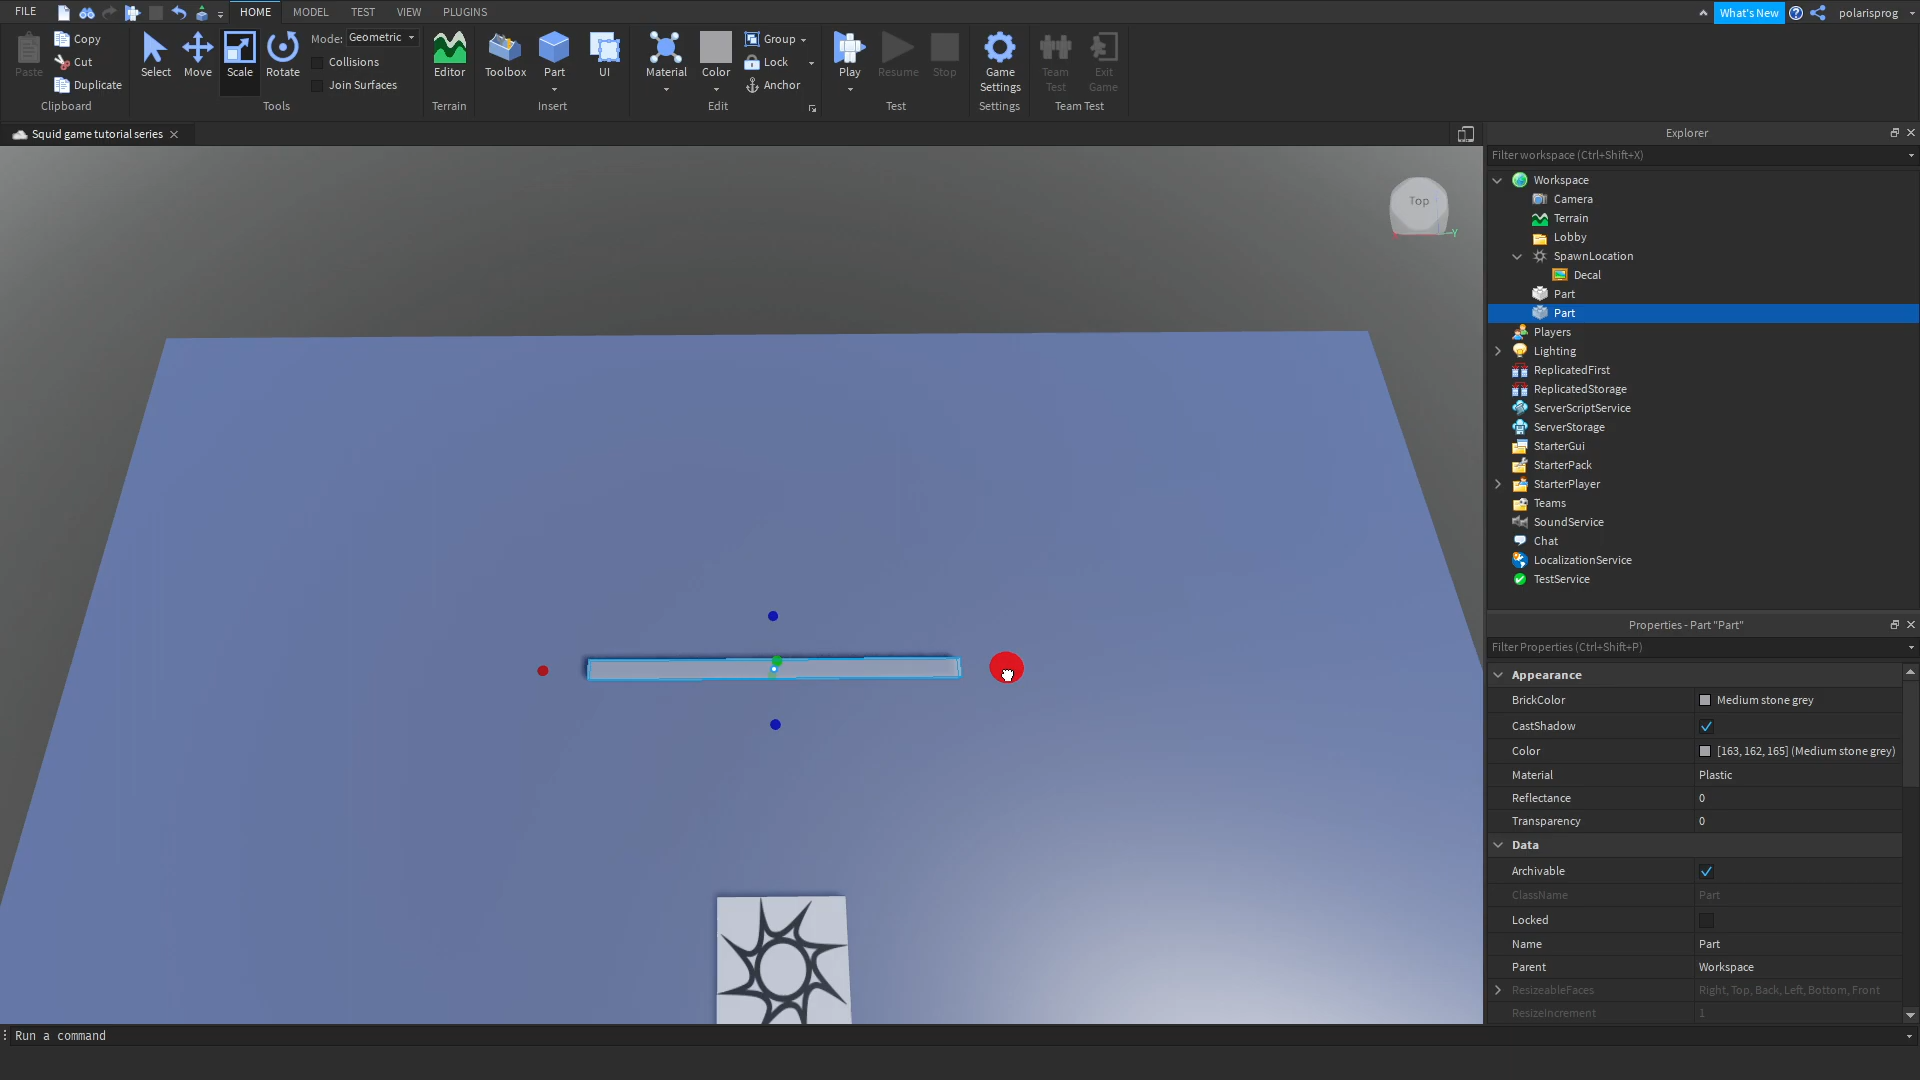 FILE
HOME
MODEL
TEST
VIEW
PLUGINS
What's New
polarisprog
Paste
Copy
Cut
Duplicate
Clipboard
Select
Move
Scale
Rotate
Mode: Geometric
Collisions
Join Surfaces
Tools
Editor
Terrain
Toolbox
Part
UI
Insert
Material
Color
Group
Lock
Anchor
Edit
Play
Resume
Stop
Test
Game Settings
Settings
Team Test
Exit Game
Team Test
Squid game tutorial series
Top
Y
Explorer
Filter workspace (Ctrl+Shift+X)
Workspace
Camera
Terrain
Lobby
SpawnLocation
Decal
Part
Part
Players
Lighting
ReplicatedFirst
ReplicatedStorage
ServerScriptService
ServerStorage
StarterGui
StarterPack
StarterPlayer
Teams
SoundService
Chat
LocalizationService
TestService
Properties - Part "Part"
Filter Properties (Ctrl+Shift+P)
Appearance
BrickColor Medium stone grey
CastShadow
Color [163, 162, 165] (Medium stone grey)
Material Plastic
Reflectance 0
Transparency 0
Data
Archivable
ClassName Part
Locked
Name Part
Parent Workspace
ResizeableFaces Right, Top, Back, Left, Bottom, Front
ResizeIncrement 1
Run a command